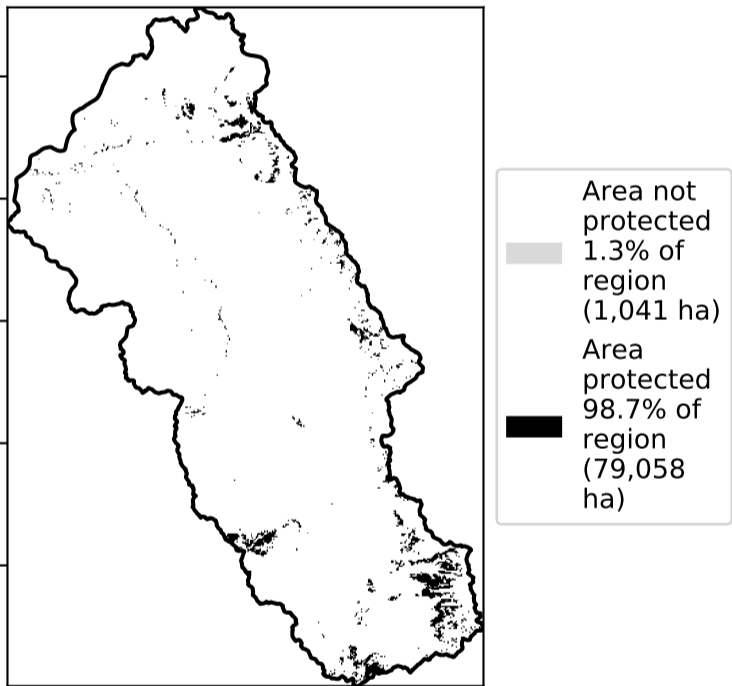 Area not
protected
1.3% of
region
(1,041 ha)
Area
protected
98.7% of
region
(79,058
ha)